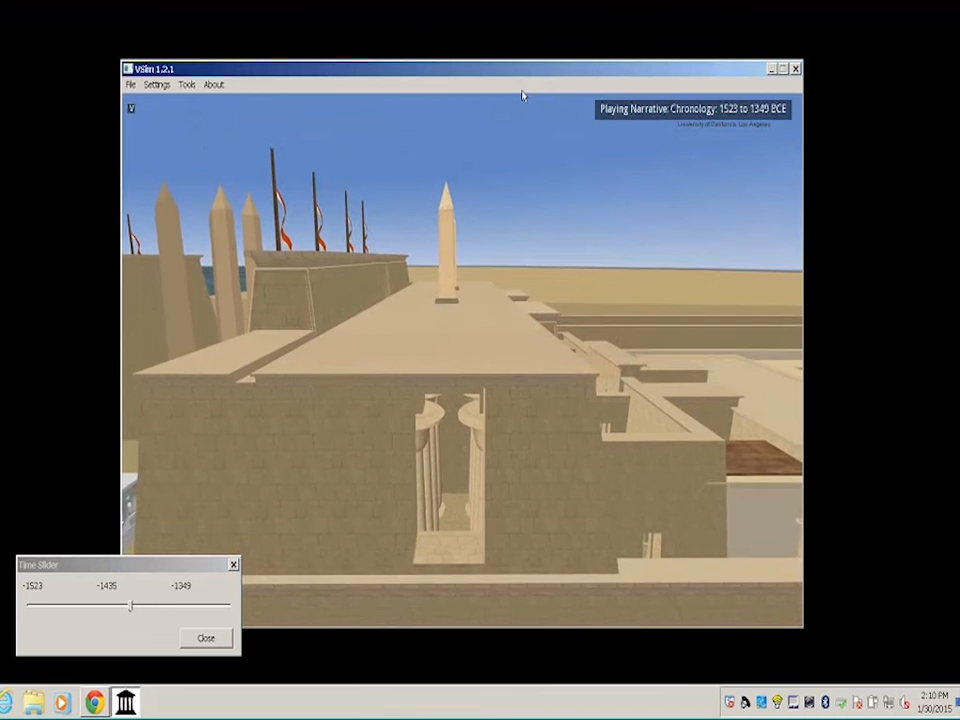 VSim 1.2.1
File Settings Tools About
Playing Narrative: Chronology: 1523 to 1349 BCE
University of California, Los Angeles
Time Slider
-1523 -1435 -1349
Close
2:10 PM
1/30/2015